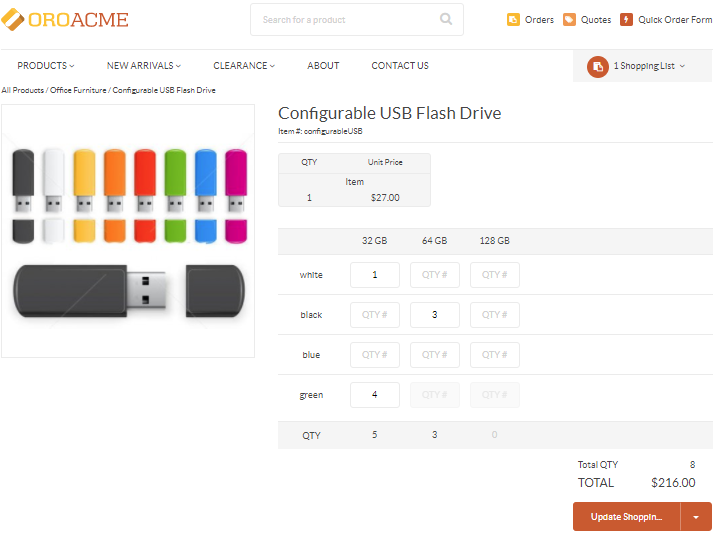 OROACME
Search for a product
Orders
Quotes
Quick Order Form
PRODUCTS NEW ARRIVALS CLEARANCE ABOUT CONTACT US
1 Shopping List
All Products / Office Furniture / Configurable USB Flash Drive
Configurable USB Flash Drive
Item #: configurableUSB
QTY Unit Price
Item
1 $27.00
32 GB 64 GB 128 GB
white 1 QTY # QTY #
black QTY # 3 QTY #
blue QTY # QTY # QTY #
green 4 QTY # QTY #
QTY 5 3 0
Total QTY 8
TOTAL $216.00
Update Shoppin...